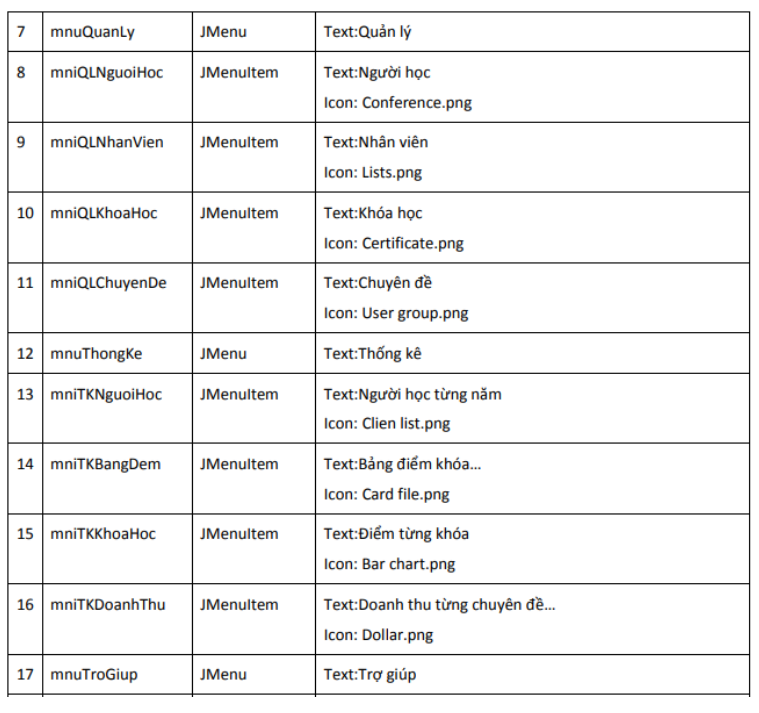 7 mnuQuanLy JMenu Text:Quản lý
8 mniQLNguoiHoc JMenuItem Text:Người học
Icon: Conference.png
9 mniQLNhanVien JMenuItem Text:Nhân viên
Icon: Lists.png
10 mniQLKhoaHoc JMenuItem Text:Khóa học
Icon: Certificate.png
11 mniQLChuyenDe JMenuItem Text:Chuyên đề
Icon: User group.png
12 mnuThongKe JMenu Text:Thống kê
13 mniTKNguoiHoc JMenuItem Text:Người học từng năm
Icon: Clien list.png
14 mniTKBangDem JMenuItem Text:Bảng điểm khóa…
Icon: Card file.png
15 mniTKKhoaHoc JMenuItem Text:Điểm từng khóa
Icon: Bar chart.png
16 mniTKDoanhThu JMenuItem Text:Doanh thu từng chuyên đề…
Icon: Dollar.png
17 mnuTroGiup JMenu Text:Trợ giúp